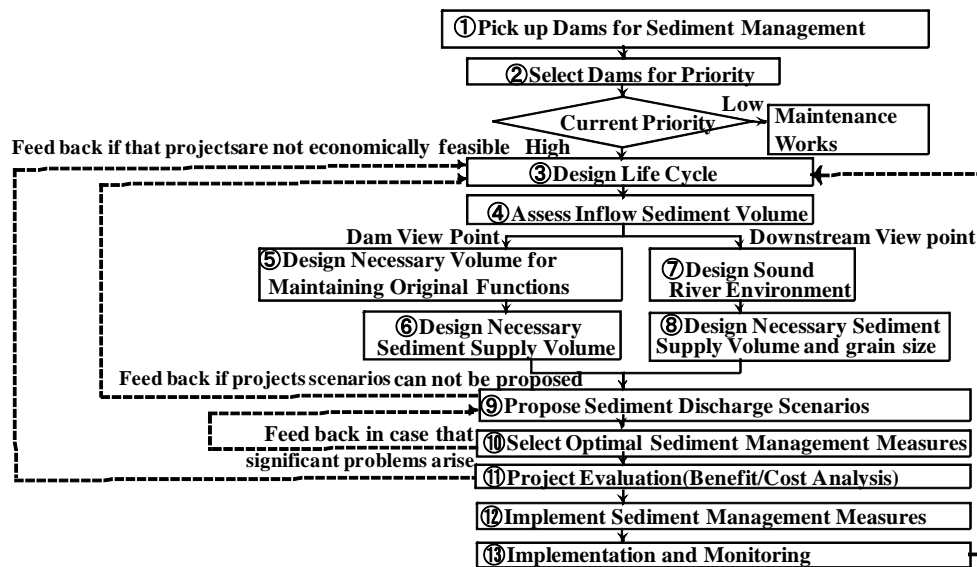 ①Pick up Dams for Sediment Management
②Select Dams for Priority
Low
Current Priority
Maintenance
Works
Feed back if that projectsare not economically feasible
High
③Design Life Cycle
④Assess Inflow Sediment Volume
Dam View Point
Downstream View point
⑤Design Necessary Volume for
Maintaining Original Functions
⑦Design Sound
River Environment
⑥Design Necessary
Sediment Supply Volume
⑧Design Necessary Sediment
Supply Volume and grain size
Feed back if projects scenarios can not be proposed
⑨Propose Sediment Discharge Scenarios
Feed back in case that
significant problems arise
⑩Select Optimal Sediment Management Measures
⑪Project Evaluation(Benefit/Cost Analysis)
⑫Implement Sediment Management Measures
⑬Implementation and Monitoring